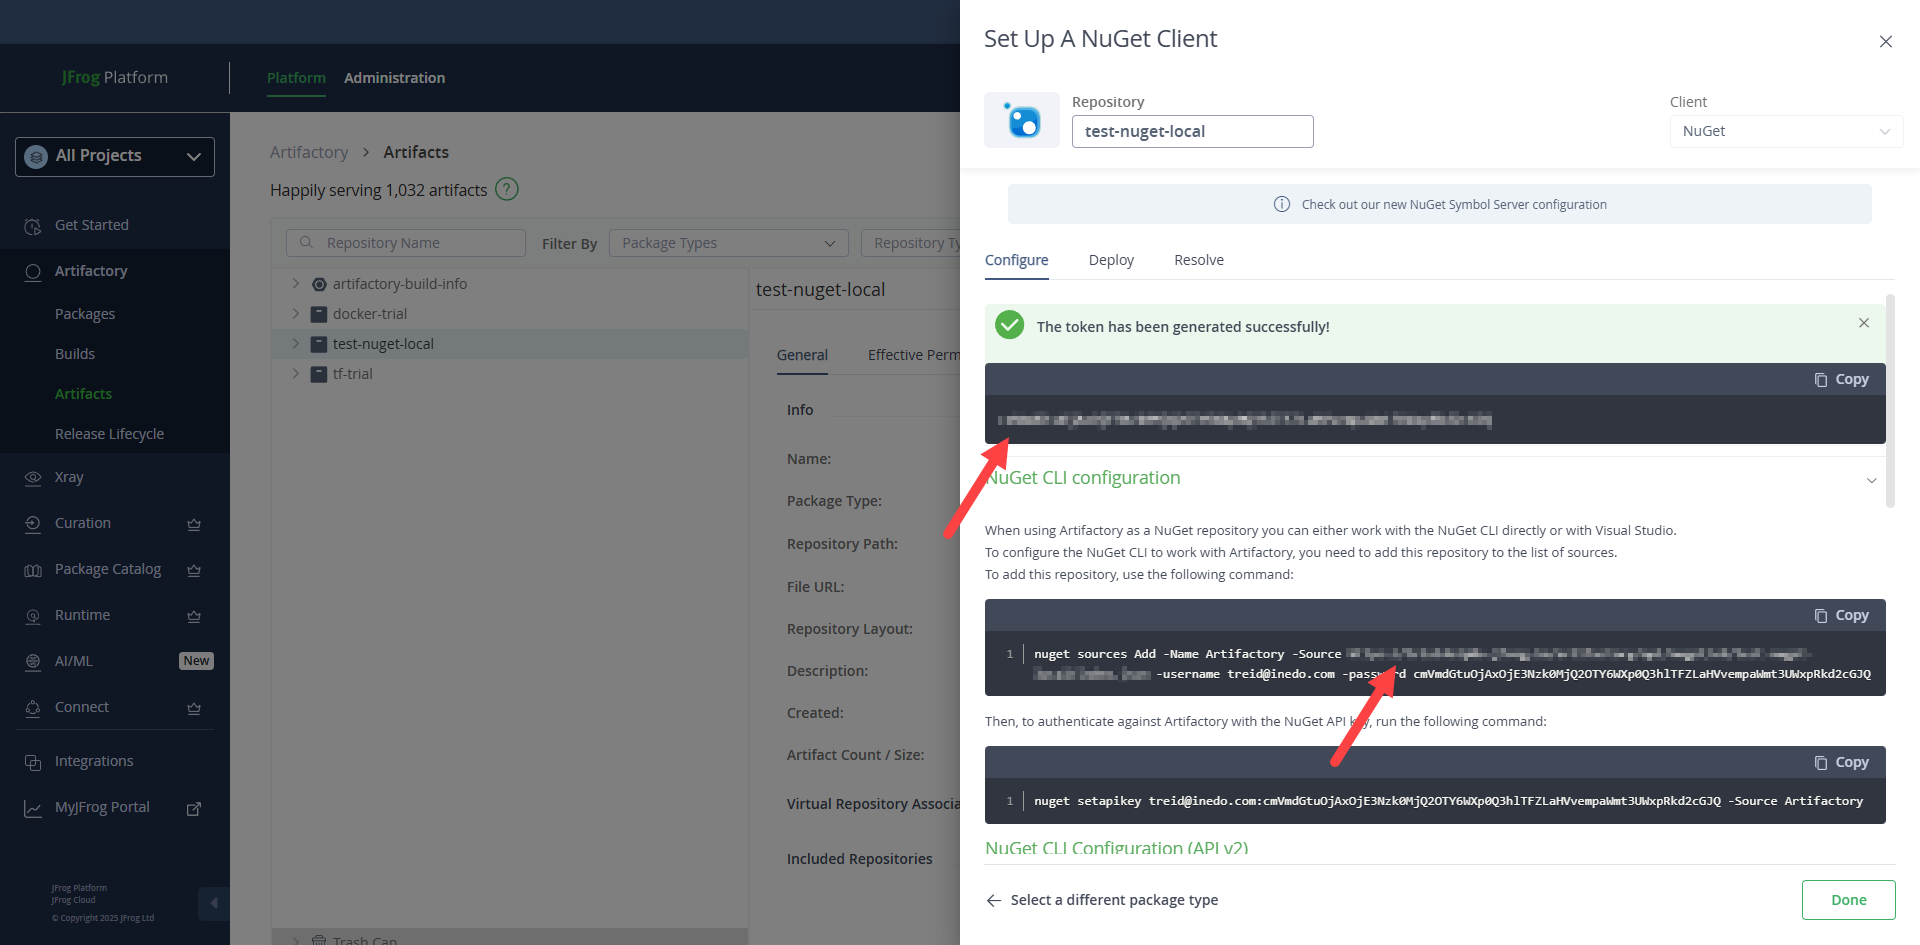 JFrog Platform
Platform
Administration
All Projects
Get Started
Artifactory
Packages
Builds
Artifacts
Release Lifecycle
Xray
Curation
Package Catalog
Runtime
AI/ML New
Connect
Integrations
MyJFrog Portal
JFrog Platform
JFrog Cloud
© Copyright 2025 JFrog Ltd
Artifactory > Artifacts
Happily serving 1,032 artifacts ?
Repository Name
Filter By
Package Types
Repository Ty
artifactory-build-info
docker-trial
test-nuget-local
tf-trial
Trash Can
test-nuget-local
General
Effective Perm
Info
Name:
Package Type:
Repository Path:
File URL:
Repository Layout:
Description:
Created:
Artifact Count / Size:
Virtual Repository Associa
Included Repositories
Set Up A NuGet Client
Repository
test-nuget-local
Client
NuGet
Check out our new NuGet Symbol Server configuration
Configure
Deploy
Resolve
The token has been generated successfully!
Copy
NuGet CLI configuration
When using Artifactory as a NuGet repository you can either work with the NuGet CLI directly or with Visual Studio.
To configure the NuGet CLI to work with Artifactory, you need to add this repository to the list of sources.
To add this repository, use the following command:
Copy
1 nuget sources Add -Name Artifactory -Source
-username treid@inedo.com -password cmVmdGtuOjAxOjE3Nzk0MjQ2OTY6WXp0Q3hlTFZLaHVvempaWmt3UWxpRkd2cGJQ
Then, to authenticate against Artifactory with the NuGet API key, run the following command:
Copy
1 nuget setapikey treid@inedo.com:cmVmdGtuOjAxOjE3Nzk0MjQ2OTY6WXp0Q3hlTFZLaHVvempaWmt3UWxpRkd2cGJQ -Source Artifactory
NuGet CLI Configuration (API v2)
Select a different package type
Done